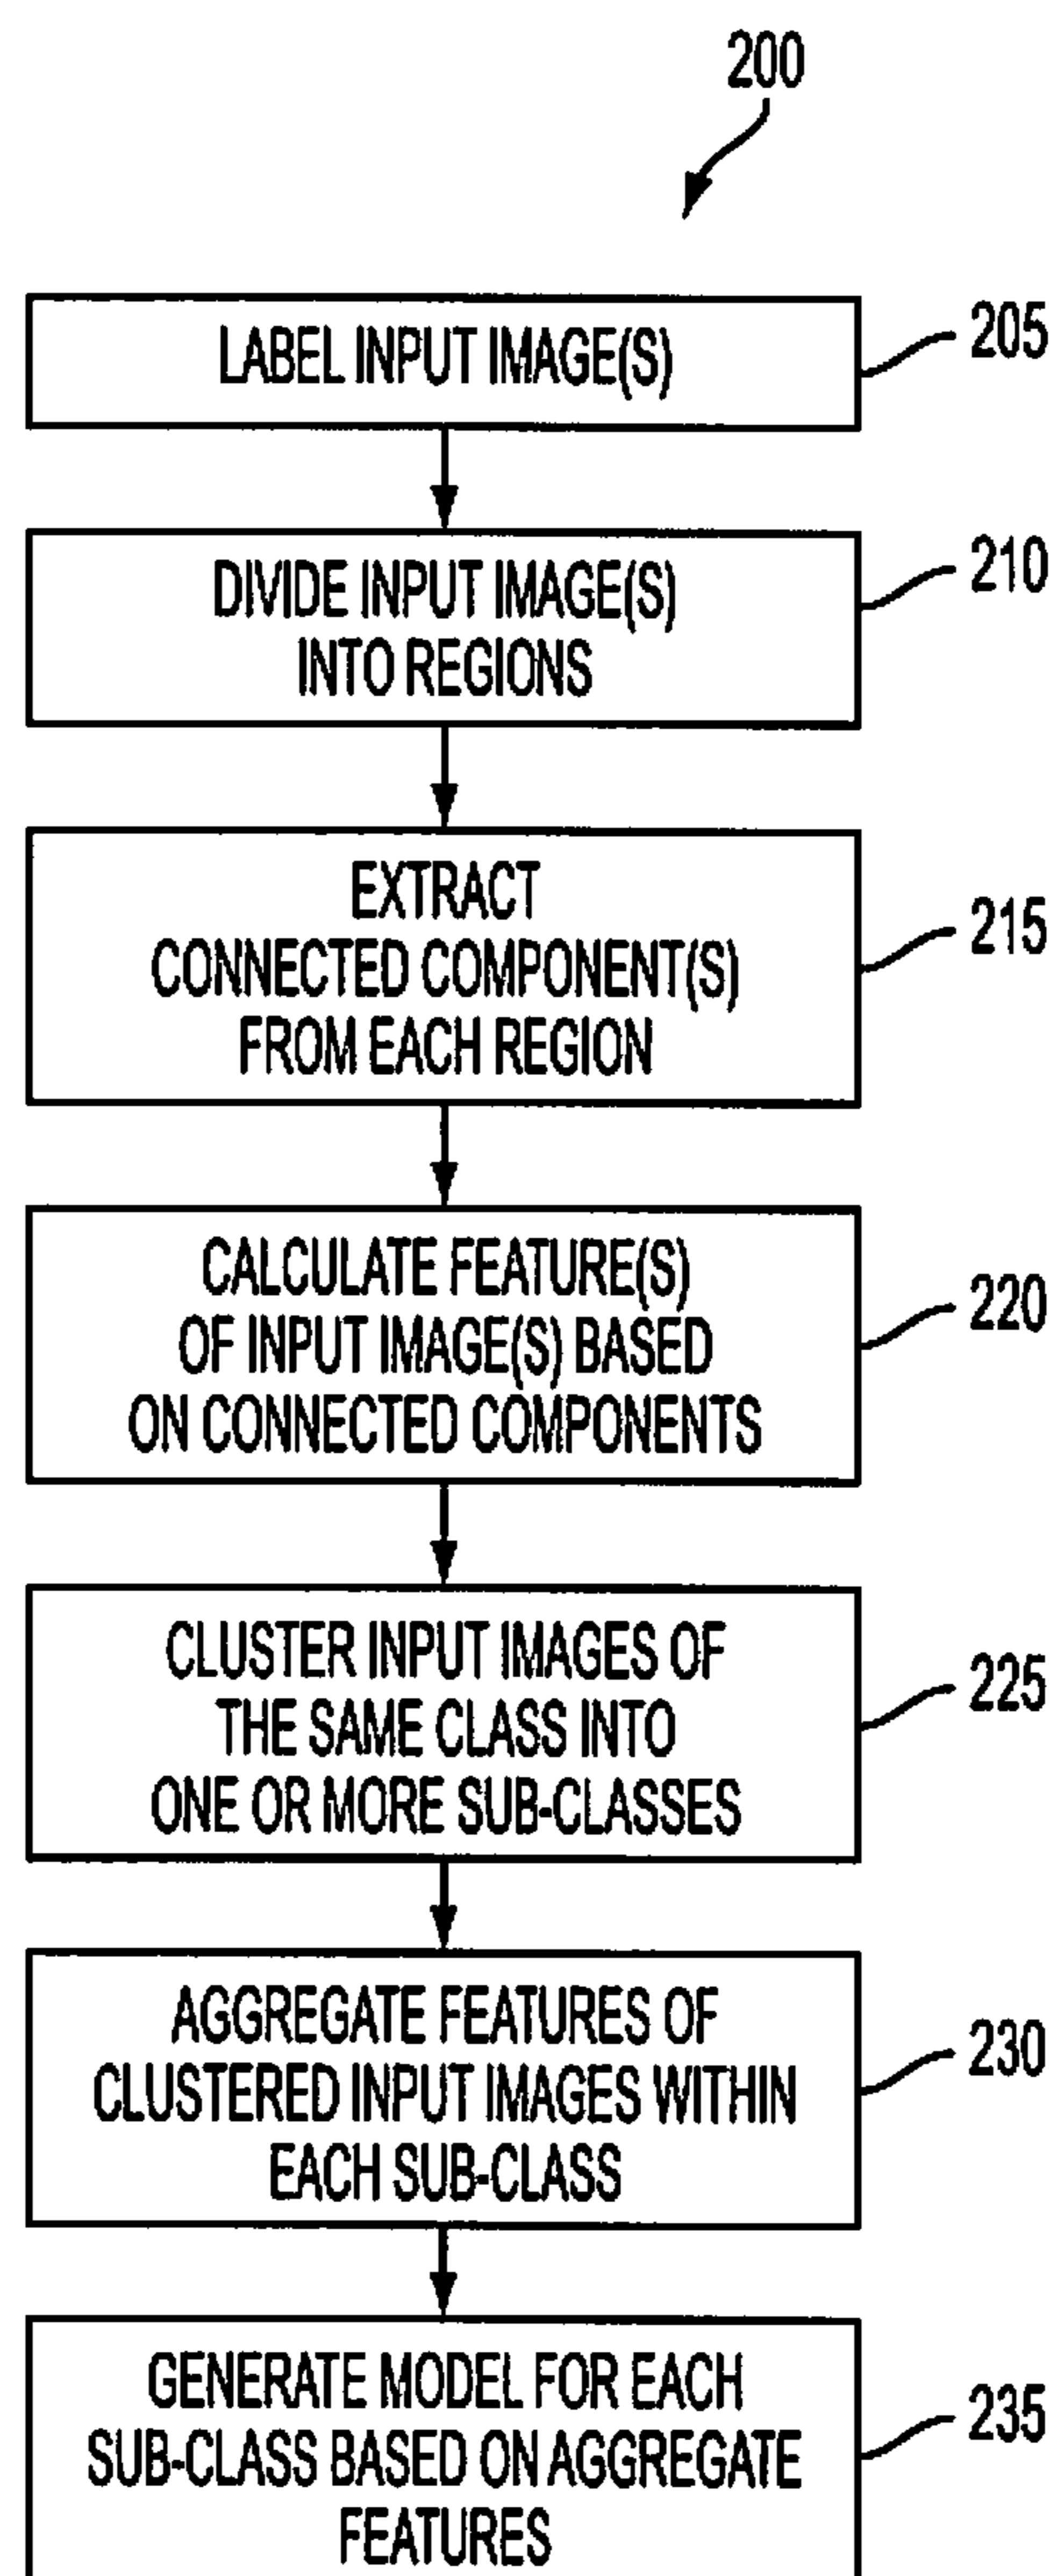 200
LABEL INPUT IMAGE(S)
205
DIVIDE INPUT IMAGE(S)
INTO REGIONS
210
EXTRACT
CONNECTED COMPONENT(S)
FROM EACH REGION
215
CALCULATE FEATURE(S)
OF INPUT IMAGE(S) BASED
ON CONNECTED COMPONENTS
220
CLUSTER INPUT IMAGES OF
THE SAME CLASS INTO
ONE OR MORE SUB-CLASSES
225
AGGREGATE FEATURES OF
CLUSTERED INPUT IMAGES WITHIN
EACH SUB-CLASS
230
GENERATE MODEL FOR EACH
SUB-CLASS BASED ON AGGREGATE
FEATURES
235